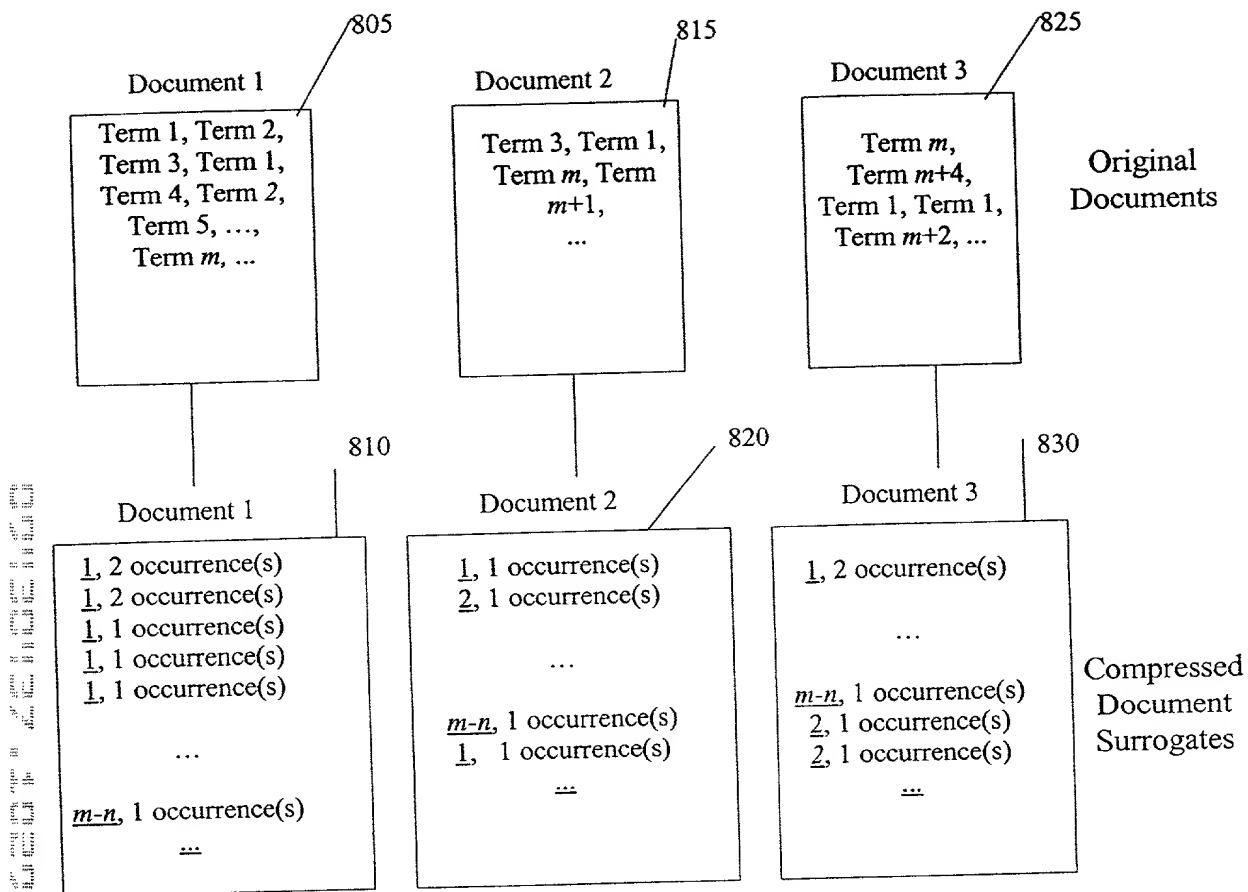 805
Document 1
Term 1, Term 2,
Term 3, Term 1,
Term 4, Term 2,
Term 5, ...,
Term m, ...
815
Document 2
Term 3, Term 1,
Term m, Term
m+1,
...
825
Document 3
Term m,
Term m+4,
Term 1, Term 1,
Term m+2, ...
Original
Documents
810
Document 1
1, 2 occurrence(s)
1, 2 occurrence(s)
1, 1 occurrence(s)
1, 1 occurrence(s)
1, 1 occurrence(s)
...
m-n, 1 occurrence(s)
...
820
Document 2
1, 1 occurrence(s)
2, 1 occurrence(s)
...
m-n, 1 occurrence(s)
1, 1 occurrence(s)
...
830
Document 3
1, 2 occurrence(s)
...
m-n, 1 occurrence(s)
2, 1 occurrence(s)
2, 1 occurrence(s)
...
Compressed
Document
Surrogates